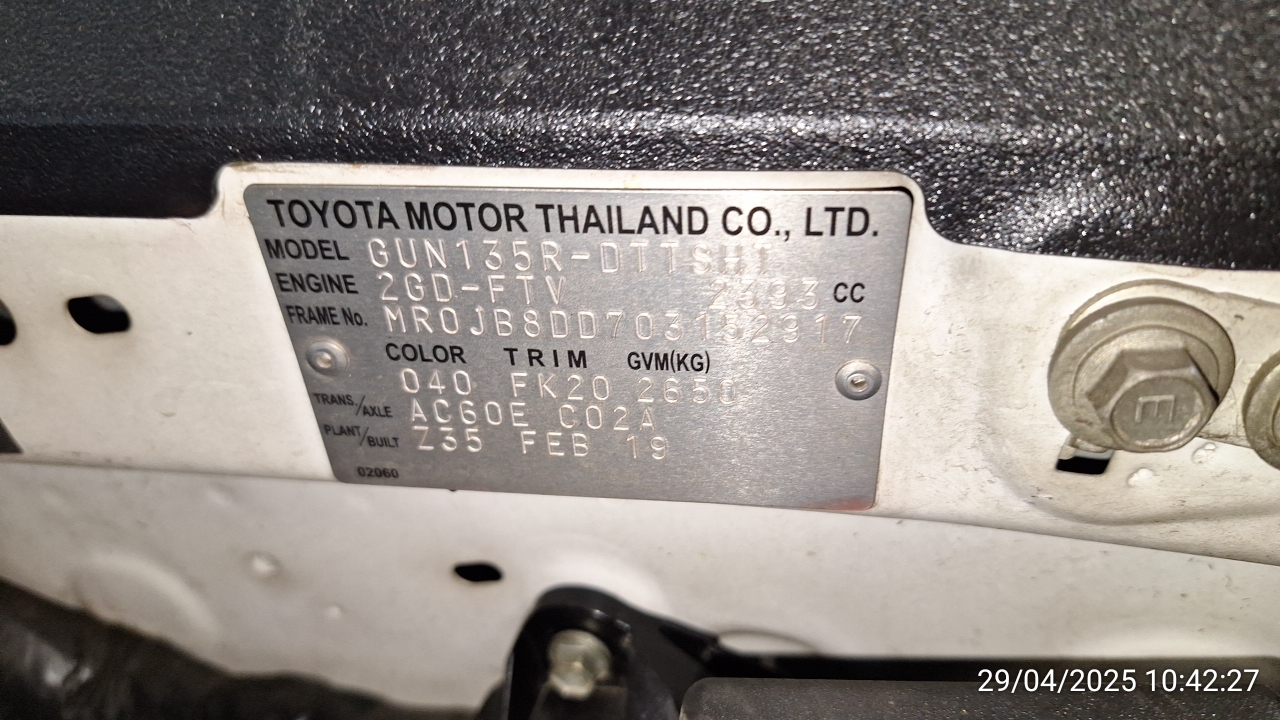 TOYOTA MOTOR THAILAND CO., LTD.
MODEL GUN135R-DTTSHT
ENGINE 2GD-FTV 2393 CC
FRAME No. MR0JB8DD703152917
COLOR TRIM GVM(KG)
040 FK20 2650
TRANS./AXLE AC60E C02A
PLANT/BUILT Z35 FEB 19
02060
E
29/04/2025 10:42:27